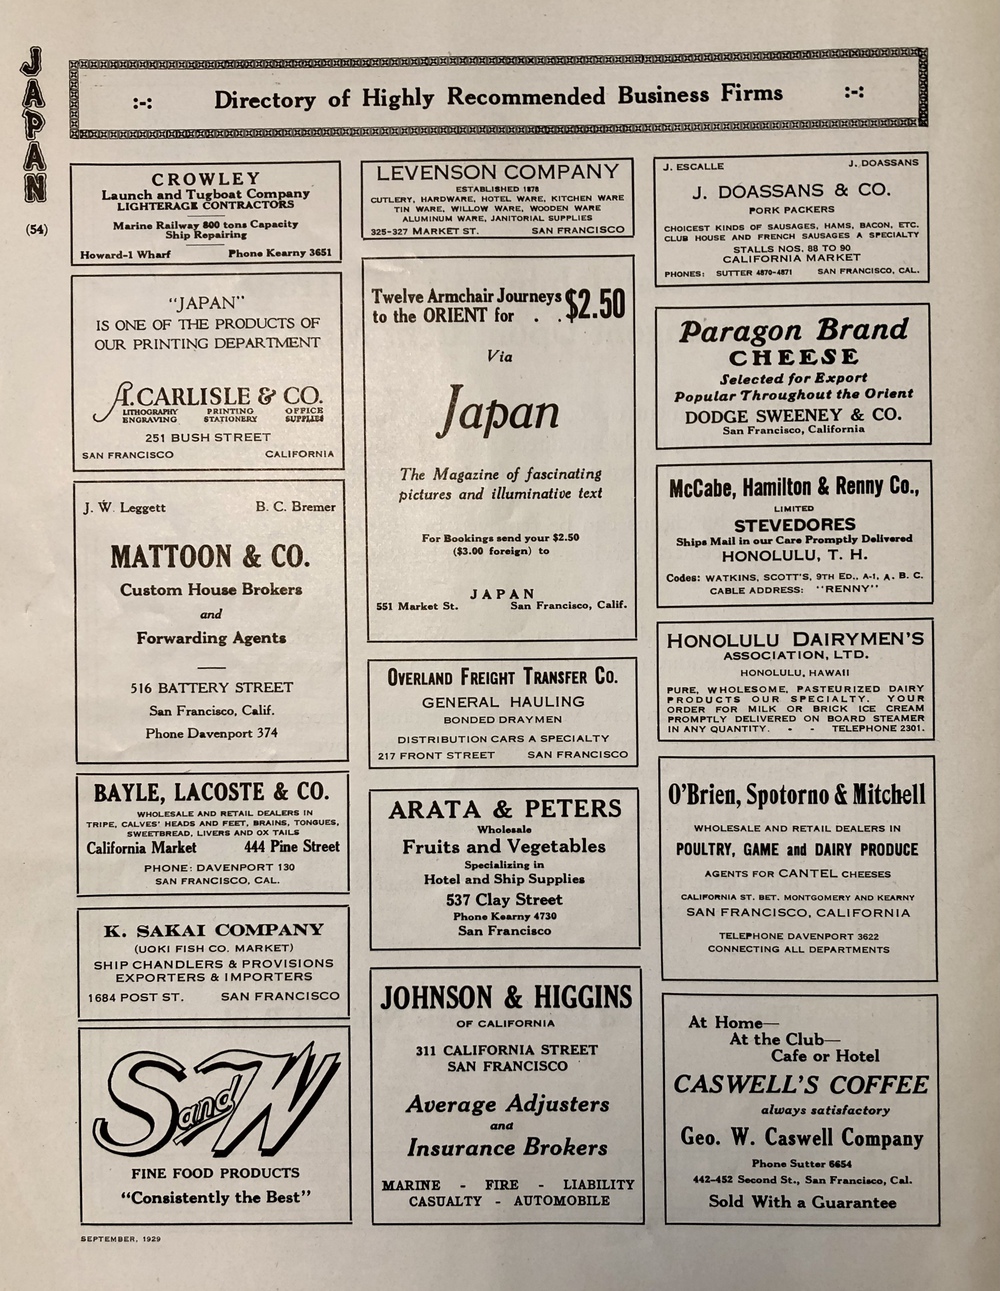 JAPAN
(54)
:-: Directory of Highly Recommended Business Firms :-:
CROWLEY
Launch and Tugboat Company
LIGHTERAGE CONTRACTORS
Marine Railway 800 tons Capacity
Ship Repairing
Howard-1 Wharf Phone Kearny 3651
"JAPAN"
IS ONE OF THE PRODUCTS OF
OUR PRINTING DEPARTMENT
A. CARLISLE & CO.
LITHOGRAPHY PRINTING OFFICE
ENGRAVING STATIONERY SUPPLIES
251 BUSH STREET
SAN FRANCISCO CALIFORNIA
J. W. Leggett B. C. Bremer
MATTOON & CO.
Custom House Brokers
and
Forwarding Agents
516 BATTERY STREET
San Francisco, Calif.
Phone Davenport 374
BAYLE, LACOSTE & CO.
WHOLESALE AND RETAIL DEALERS IN
TRIPE, CALVES' HEADS AND FEET, BRAINS, TONGUES,
SWEETBREAD, LIVERS AND OX TAILS
California Market 444 Pine Street
PHONE: DAVENPORT 130
SAN FRANCISCO, CAL.
K. SAKAI COMPANY
(UOKI FISH CO. MARKET)
SHIP CHANDLERS & PROVISIONS
EXPORTERS & IMPORTERS
1684 POST ST. SAN FRANCISCO
S and W
FINE FOOD PRODUCTS
"Consistently the Best"
LEVENSON COMPANY
ESTABLISHED 1878
CUTLERY, HARDWARE, HOTEL WARE, KITCHEN WARE
TIN WARE, WILLOW WARE, WOODEN WARE
ALUMINUM WARE, JANITORIAL SUPPLIES
325-327 MARKET ST. SAN FRANCISCO
Twelve Armchair Journeys
to the ORIENT for . . $2.50
Via
Japan
The Magazine of fascinating
pictures and illuminative text
For Bookings send your $2.50
($3.00 foreign) to
JAPAN
551 Market St. San Francisco, Calif.
OVERLAND FREIGHT TRANSFER CO.
GENERAL HAULING
BONDED DRAYMEN
DISTRIBUTION CARS A SPECIALTY
217 FRONT STREET SAN FRANCISCO
ARATA & PETERS
Wholesale
Fruits and Vegetables
Specializing in
Hotel and Ship Supplies
537 Clay Street
Phone Kearny 4730
San Francisco
JOHNSON & HIGGINS
OF CALIFORNIA
311 CALIFORNIA STREET
SAN FRANCISCO
Average Adjusters
and
Insurance Brokers
MARINE - FIRE - LIABILITY
CASUALTY - AUTOMOBILE
J. ESCALLE J. DOASSANS
J. DOASSANS & CO.
PORK PACKERS
CHOICEST KINDS OF SAUSAGES, HAMS, BACON, ETC.
CLUB HOUSE AND FRENCH SAUSAGES A SPECIALTY
STALLS NOS. 88 TO 90
CALIFORNIA MARKET
PHONES: SUTTER 4870-4871 SAN FRANCISCO, CAL.
Paragon Brand
CHEESE
Selected for Export
Popular Throughout the Orient
DODGE SWEENEY & CO.
San Francisco, California
McCabe, Hamilton & Renny Co.,
LIMITED
STEVEDORES
Ships Mail in our Care Promptly Delivered
HONOLULU, T. H.
Codes: WATKINS, SCOTT'S, 9TH ED., A-1, A. B. C.
CABLE ADDRESS: "RENNY"
HONOLULU DAIRYMEN'S
ASSOCIATION, LTD.
HONOLULU, HAWAII
PURE, WHOLESOME, PASTEURIZED DAIRY
PRODUCTS OUR SPECIALTY. YOUR
ORDER FOR MILK OR BRICK ICE CREAM
PROMPTLY DELIVERED ON BOARD STEAMER
IN ANY QUANTITY. - - TELEPHONE 2301.
O'Brien, Spotorno & Mitchell
WHOLESALE AND RETAIL DEALERS IN
POULTRY, GAME and DAIRY PRODUCE
AGENTS FOR CANTEL CHEESES
CALIFORNIA ST. BET. MONTGOMERY AND KEARNY
SAN FRANCISCO, CALIFORNIA
TELEPHONE DAVENPORT 3622
CONNECTING ALL DEPARTMENTS
At Home—
At the Club—
Cafe or Hotel
CASWELL'S COFFEE
always satisfactory
Geo. W. Caswell Company
Phone Sutter 6654
442-452 Second St., San Francisco, Cal.
Sold With a Guarantee
SEPTEMBER, 1929